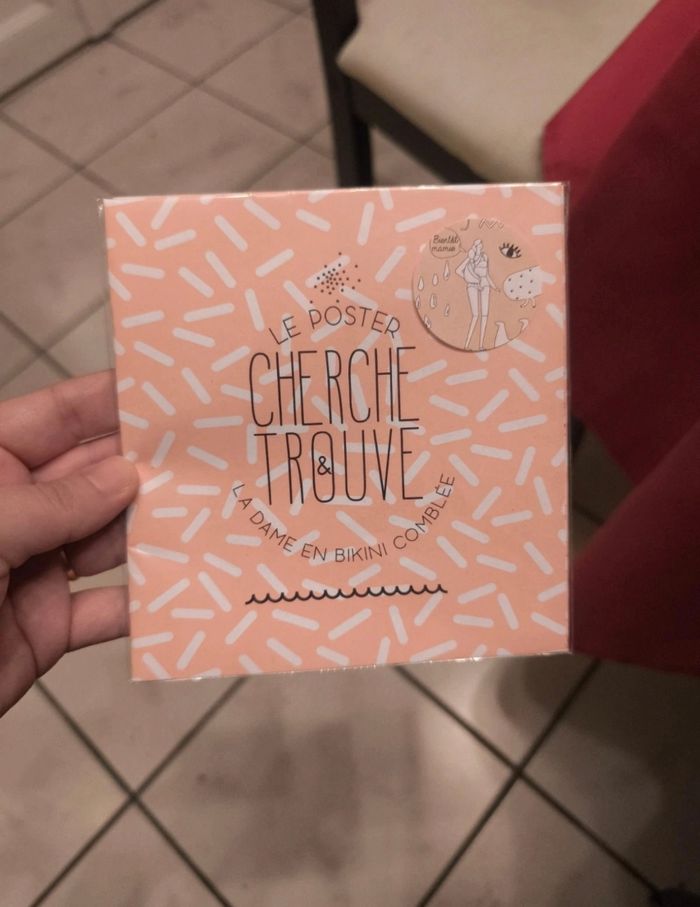 Bientôt
mamie
LE POSTER
CHERCHE
&
TROUVE
LA DAME EN BIKINI COMBLÉE